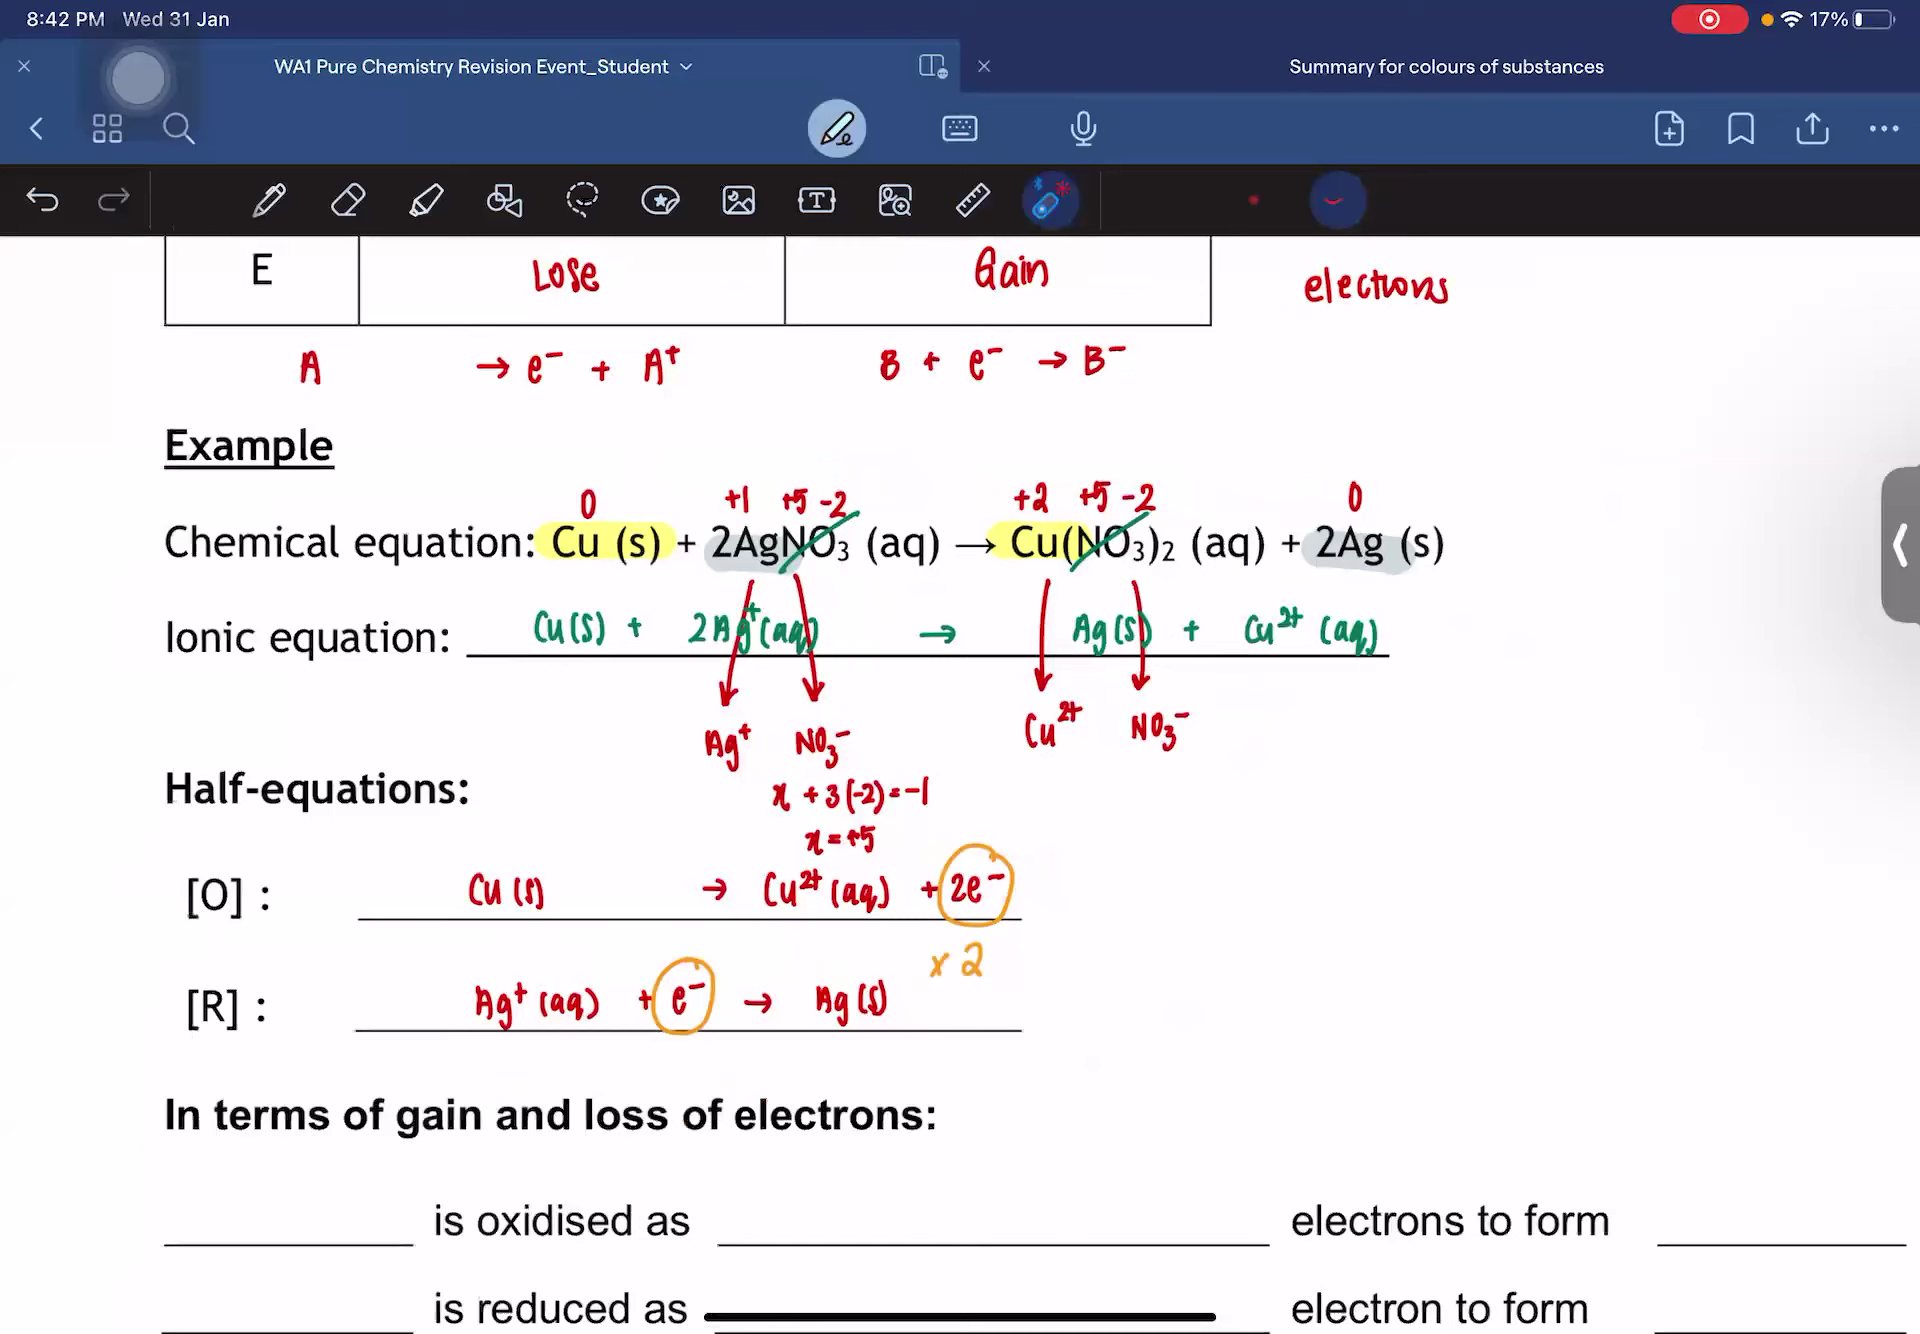 8:42 PM Wed 31 Jan
17%
WA1 Pure Chemistry Revision Event_Student
Summary for colours of substances
E Lose Gain electrons
A → e⁻ + A⁺ B + e⁻ → B⁻
Example
0 +1 +5 -2 +2 +5 -2 0
Chemical equation: Cu (s) + 2AgNO₃ (aq) → Cu(NO₃)₂ (aq) + 2Ag (s)
Ionic equation: Cu(s) + 2Ag⁺(aq) → Ag(s) + Cu²⁺ (aq)
Ag⁺ NO₃⁻ Cu²⁺ NO₃⁻
Half-equations:
x + 3(-2) = -1
x = +5
[O] : Cu (s) → Cu²⁺ (aq) + 2e⁻
x 2
[R] : Ag⁺ (aq) + e⁻ → Ag(s)
In terms of gain and loss of electrons:
is oxidised as electrons to form
is reduced as electron to form